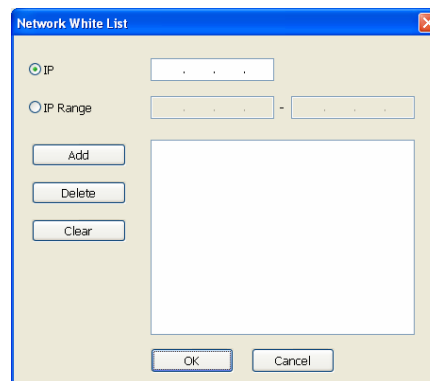 Network White List
IP . . .
IP Range . . . - . . .
Add
Delete
Clear
OK Cancel